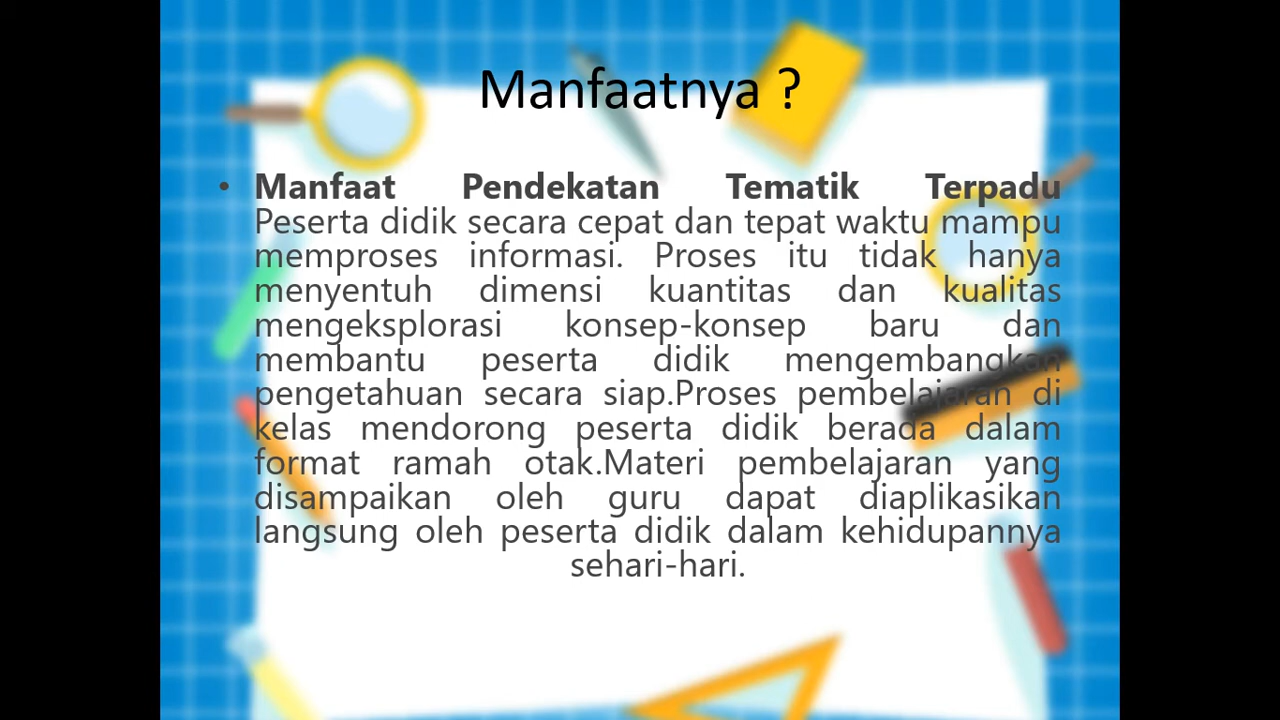 Manfaatnya ?
• Manfaat Pendekatan Tematik Terpadu
Peserta didik secara cepat dan tepat waktu mampu
memproses informasi. Proses itu tidak hanya
menyentuh dimensi kuantitas dan kualitas
mengeksplorasi konsep-konsep baru dan
membantu peserta didik mengembangkan
pengetahuan secara siap.Proses pembelajaran di
kelas mendorong peserta didik berada dalam
format ramah otak.Materi pembelajaran yang
disampaikan oleh guru dapat diaplikasikan
langsung oleh peserta didik dalam kehidupannya
sehari-hari.